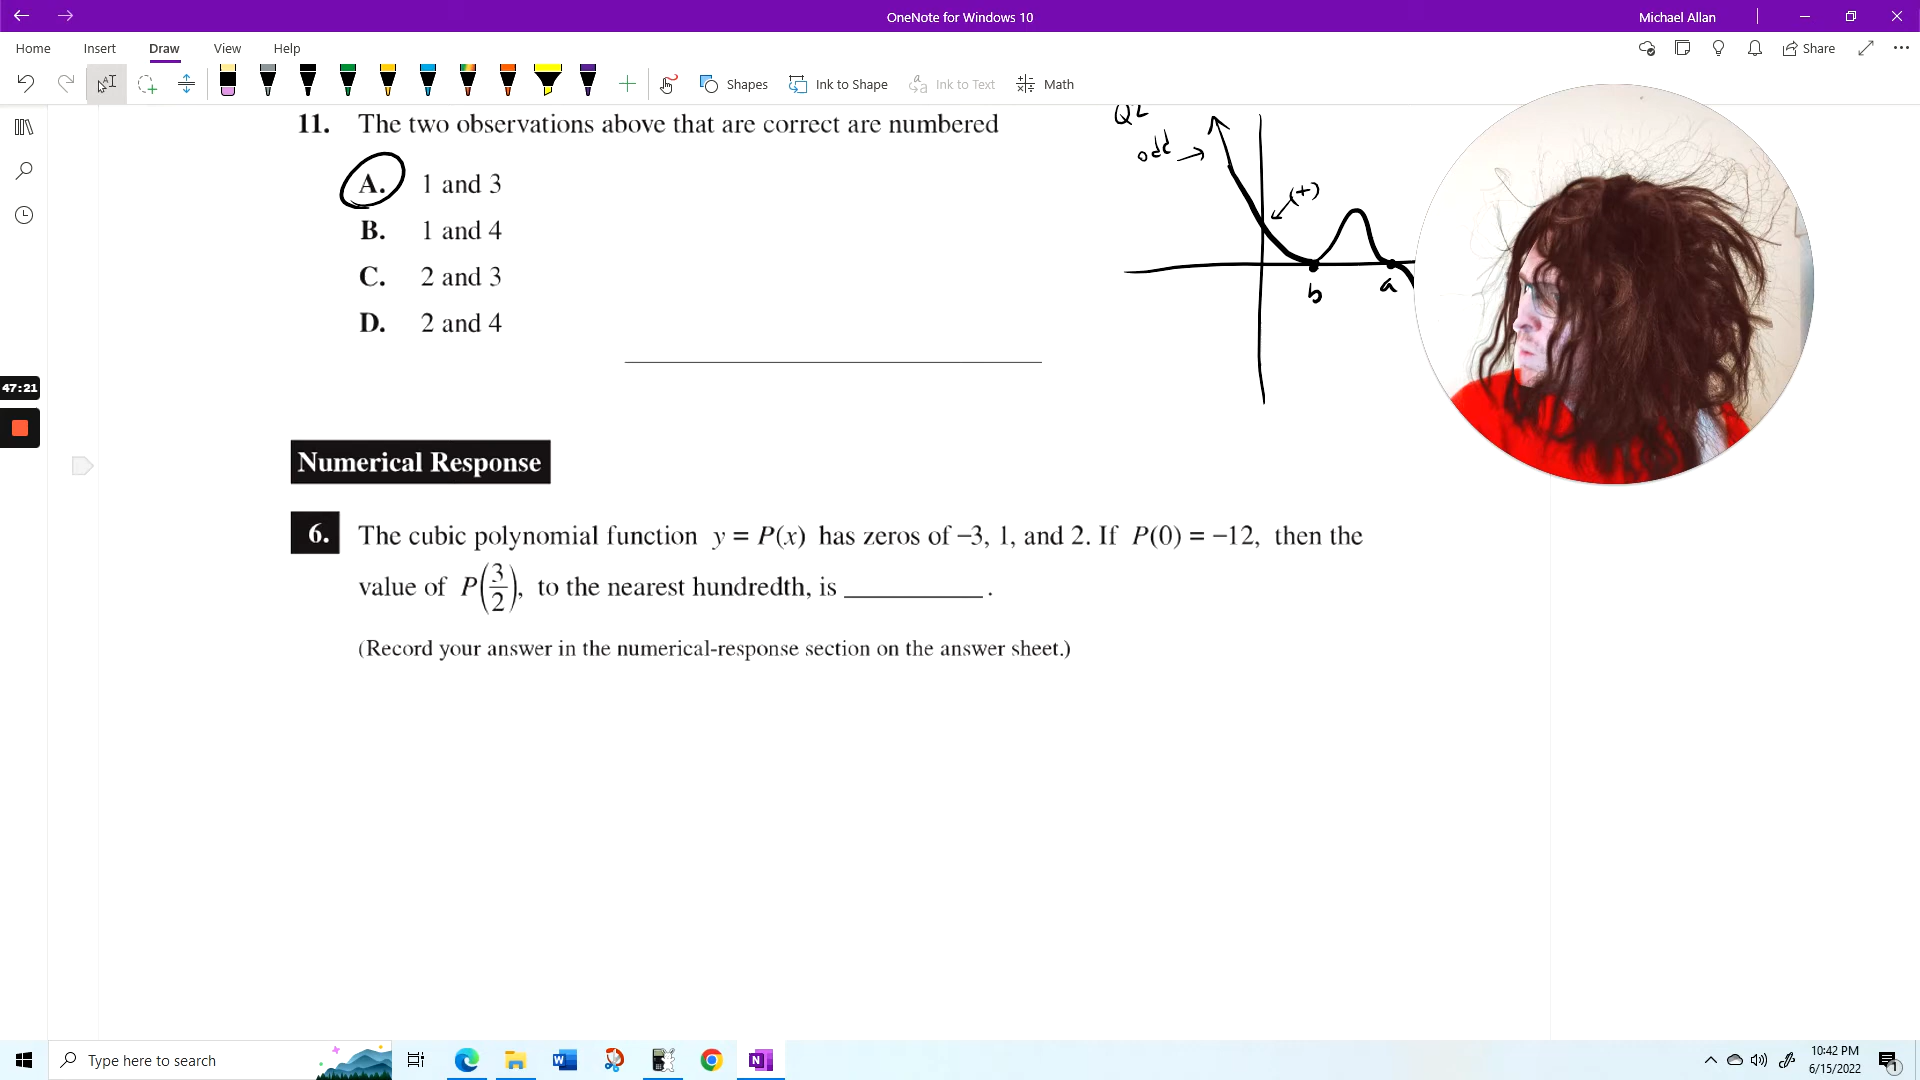 OneNote for Windows 10
Michael Allan
Home Insert Draw View Help
Share
Shapes
Ink to Shape
Ink to Text
Math
11. The two observations above that are correct are numbered
A. 1 and 3
B. 1 and 4
C. 2 and 3
D. 2 and 4
odd
(+)
b
a
47:21
Numerical Response
6. The cubic polynomial function y = P(x) has zeros of −3, 1, and 2. If P(0) = −12, then the
value of P(3/2), to the nearest hundredth, is __________ .
(Record your answer in the numerical-response section on the answer sheet.)
Type here to search
10:42 PM
6/15/2022
1